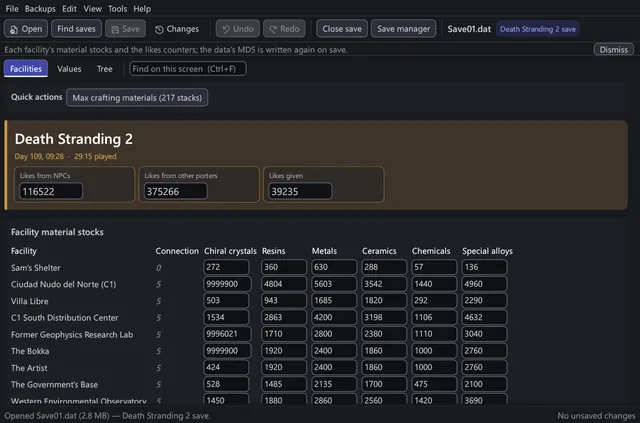 File Backups Edit View Tools Help
Open Find saves Save Changes Undo Redo Close save Save manager Save01.dat Death Stranding 2 save
Each facility's material stocks and the likes counters; the data's MD5 is written again on save. Dismiss
Facilities Values Tree Find on this screen (Ctrl+F)
Quick actions Max crafting materials (217 stacks)
Death Stranding 2
Day 109, 09:28 · 29:15 played
Likes from NPCs Likes from other porters Likes given
116522 375266 39235
Facility material stocks
Facility Connection Chiral crystals Resins Metals Ceramics Chemicals Special alloys
Sam's Shelter 0 272 360 630 288 57 136
Ciudad Nudo del Norte (C1) 5 9999900 4804 5603 3542 1440 4960
Villa Libre 5 503 943 1685 1820 292 2290
C1 South Distribution Center 5 1534 2863 4200 3198 1106 4632
Former Geophysics Research Lab 5 9996021 1710 2800 2380 1110 3040
The Bokka 5 9999900 1920 2400 1860 1000 2760
The Artist 5 424 1920 2400 1860 1000 2760
The Government's Base 5 528 1485 2135 1700 475 2100
Western Environmental Observatory 5 1450 1880 2860 2560 1420 3690
Opened Save01.dat (2.8 MB) — Death Stranding 2 save. No unsaved changes